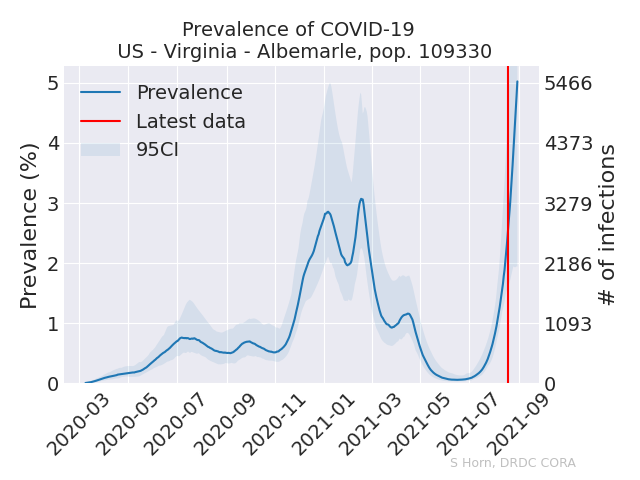 Prevalence of COVID-19
US - Virginia - Albemarle, pop. 109330
Prevalence
Latest data
95CI
Prevalence (%)
5
4
3
2
1
0
5466
4373
3279
2186
1093
0
# of infections
2020-03
2020-05
2020-07
2020-09
2020-11
2021-01
2021-03
2021-05
2021-07
2021-09
S Horn, DRDC CORA